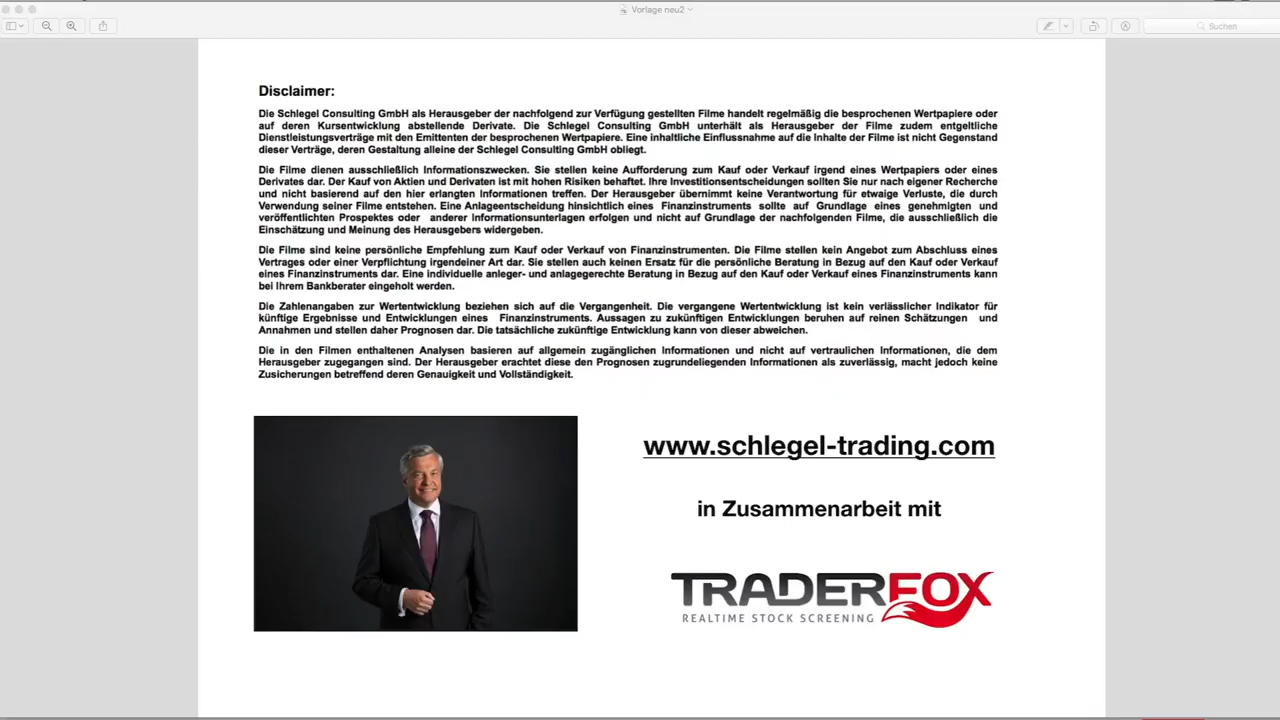 Vorlage neu2
Suchen
Disclaimer:
Die Schlegel Consulting GmbH als Herausgeber der nachfolgend zur Verfügung gestellten Filme handelt regelmäßig die besprochenen Wertpapiere oder
auf deren Kursentwicklung abstellende Derivate. Die Schlegel Consulting GmbH unterhält als Herausgeber der Filme zudem entgeltliche
Dienstleistungsverträge mit den Emittenten der besprochenen Wertpapiere. Eine inhaltliche Einflussnahme auf die Inhalte der Filme ist nicht Gegenstand
dieser Verträge, deren Gestaltung alleine der Schlegel Consulting GmbH obliegt.
Die Filme dienen ausschließlich Informationszwecken. Sie stellen keine Aufforderung zum Kauf oder Verkauf irgend eines Wertpapiers oder eines
Derivates dar. Der Kauf von Aktien und Derivaten ist mit hohen Risiken behaftet. Ihre Investitionsentscheidungen sollten Sie nur nach eigener Recherche
und nicht basierend auf den hier erlangten Informationen treffen. Der Herausgeber übernimmt keine Verantwortung für etwaige Verluste, die durch
Verwendung seiner Filme entstehen. Eine Anlageentscheidung hinsichtlich eines Finanzinstruments sollte auf Grundlage eines genehmigten und
veröffentlichten Prospektes oder anderer Informationsunterlagen erfolgen und nicht auf Grundlage der nachfolgenden Filme, die ausschließlich die
Einschätzung und Meinung des Herausgebers widergeben.
Die Filme sind keine persönliche Empfehlung zum Kauf oder Verkauf von Finanzinstrumenten. Die Filme stellen kein Angebot zum Abschluss eines
Vertrages oder einer Verpflichtung irgendeiner Art dar. Sie stellen auch keinen Ersatz für die persönliche Beratung in Bezug auf den Kauf oder Verkauf
eines Finanzinstruments dar. Eine individuelle anleger- und anlagegerechte Beratung in Bezug auf den Kauf oder Verkauf eines Finanzinstruments kann
bei Ihrem Bankberater eingeholt werden.
Die Zahlenangaben zur Wertentwicklung beziehen sich auf die Vergangenheit. Die vergangene Wertentwicklung ist kein verlässlicher Indikator für
künftige Ergebnisse und Entwicklungen eines Finanzinstruments. Aussagen zu zukünftigen Entwicklungen beruhen auf reinen Schätzungen und
Annahmen und stellen daher Prognosen dar. Die tatsächliche zukünftige Entwicklung kann von dieser abweichen.
Die in den Filmen enthaltenen Analysen basieren auf allgemein zugänglichen Informationen und nicht auf vertraulichen Informationen, die dem
Herausgeber zugegangen sind. Der Herausgeber erachtet diese den Prognosen zugrundeliegenden Informationen als zuverlässig, macht jedoch keine
Zusicherungen betreffend deren Genauigkeit und Vollständigkeit.
www.schlegel-trading.com
in Zusammenarbeit mit
TRADERFOX
REALTIME STOCK SCREENING